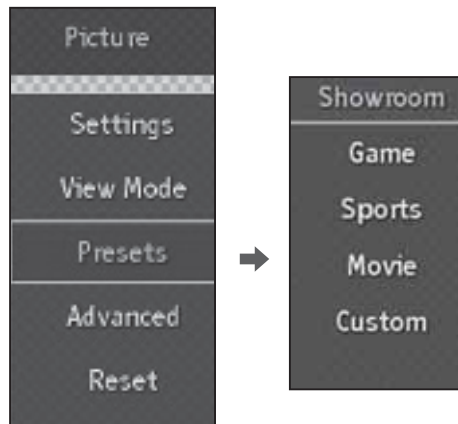 Picture
Settings
View Mode
Presets
Advanced
Reset
Showroom
Game
Sports
Movie
Custom